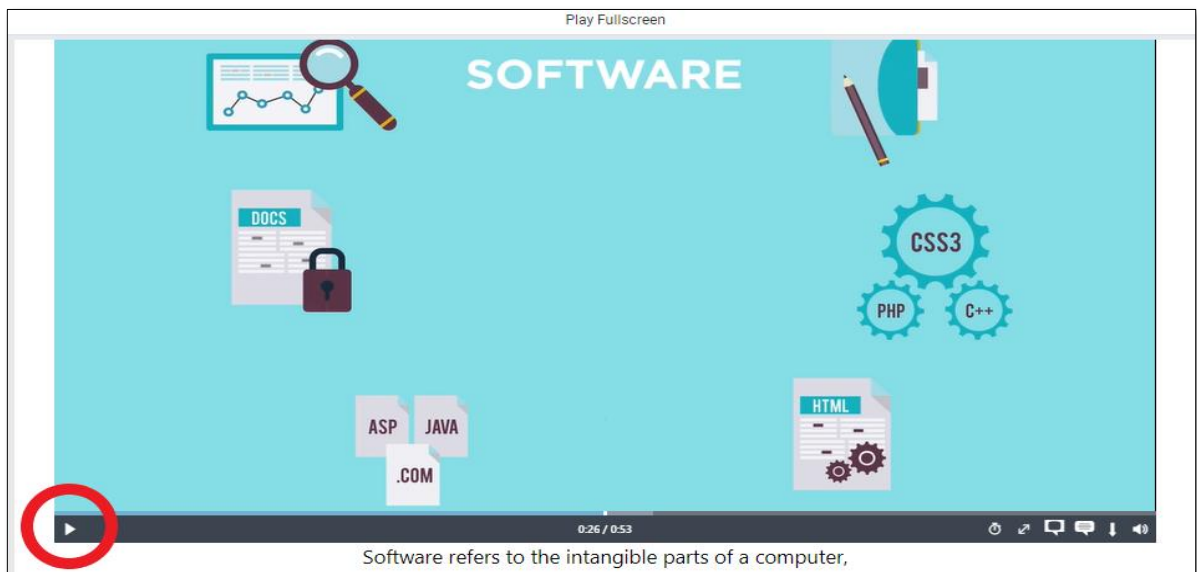 Play Fullscreen
SOFTWARE
DOCS
CSS3
PHP C++
ASP JAVA
.COM
HTML
0:26 / 0:53
Software refers to the intangible parts of a computer,